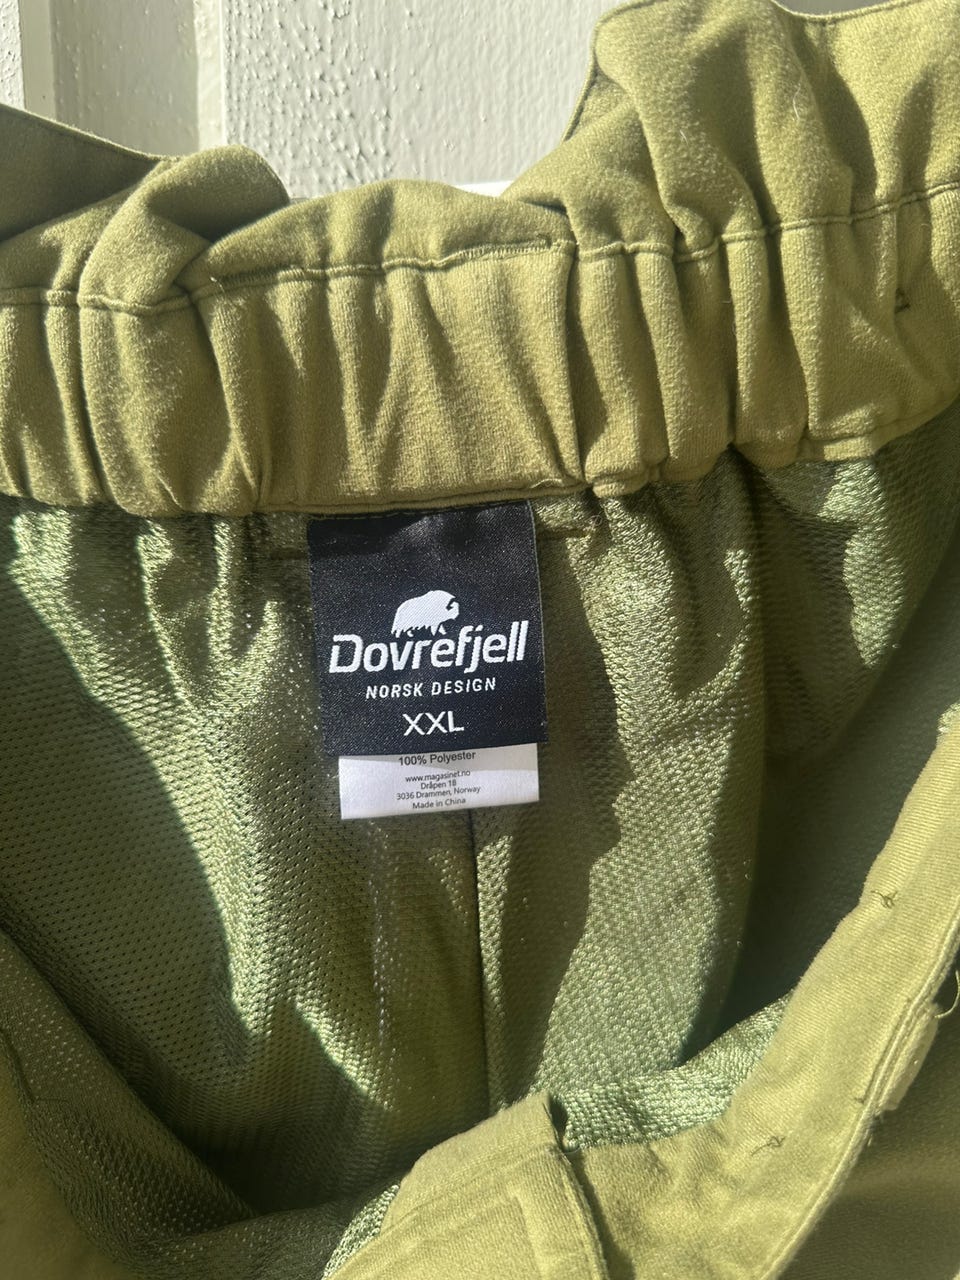 Dovrefjell
NORSK DESIGN
XXL
100% Polyester
www.magasinet.no
Dråpen 18
3036 Drammen, Norway
Made in China